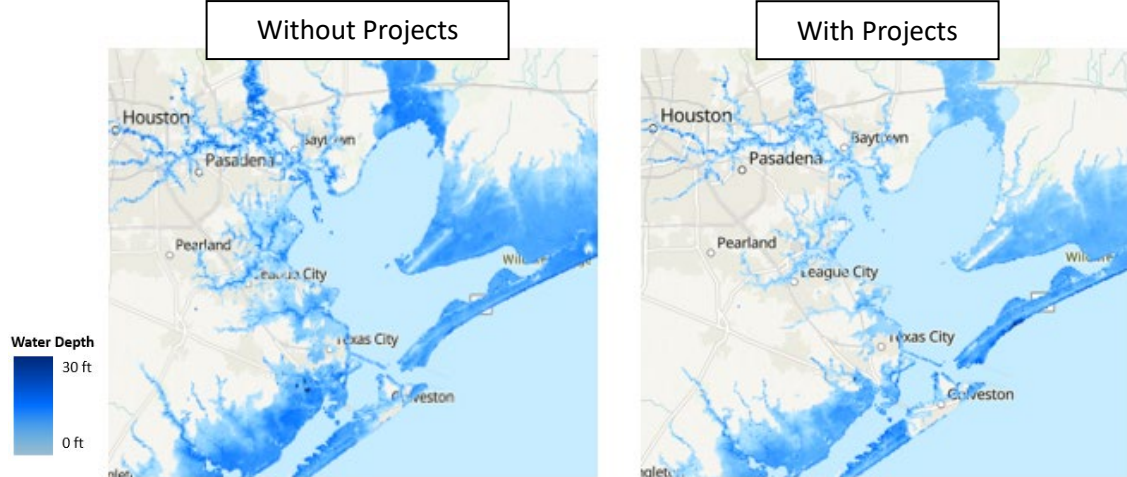 Without Projects
With Projects
Houston
Baytown
Pasadena
Pearland
League City
Texas City
Galveston
Houston
Baytown
Pasadena
Pearland
League City
Texas City
Galveston
Water Depth
30 ft
0 ft